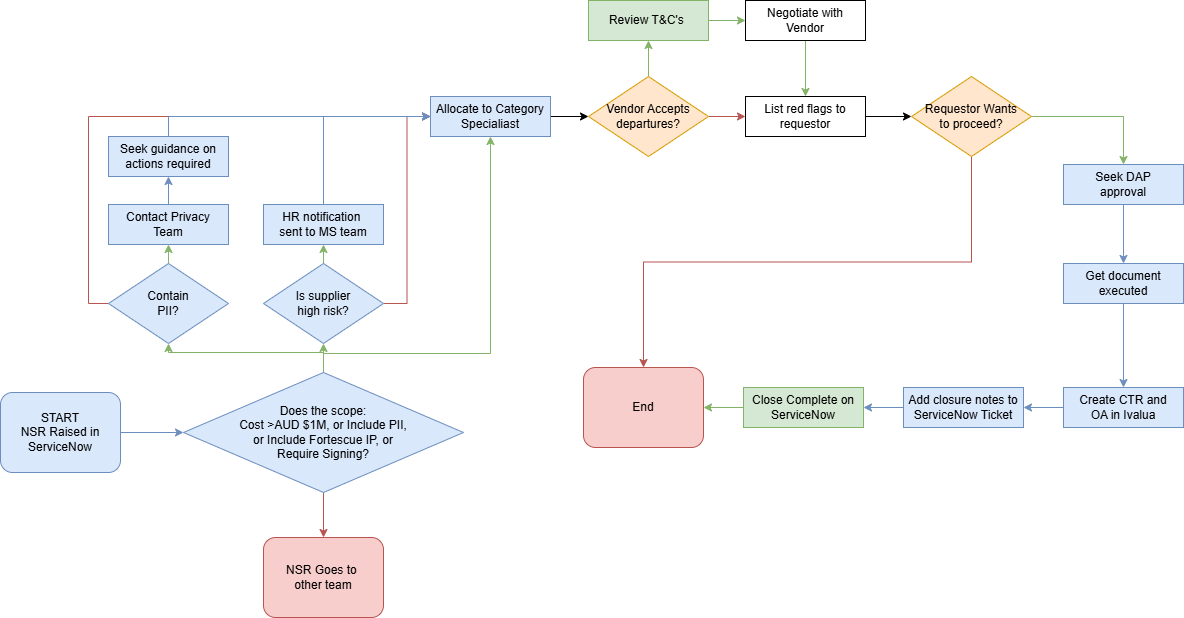 Review T&C's
Negotiate with
Vendor
Allocate to Category
Specialiast
Vendor Accepts
departures?
List red flags to
requestor
Requestor Wants
to proceed?
Seek guidance on
actions required
Contact Privacy
Team
HR notification
sent to MS team
Seek DAP
approval
Contain
PII?
Is supplier
high risk?
Get document
executed
START
NSR Raised in
ServiceNow
Does the scope:
Cost >AUD $1M, or Include PII,
or Include Fortescue IP, or
Require Signing?
End
Close Complete on
ServiceNow
Add closure notes to
ServiceNow Ticket
Create CTR and
OA in Ivalua
NSR Goes to
other team